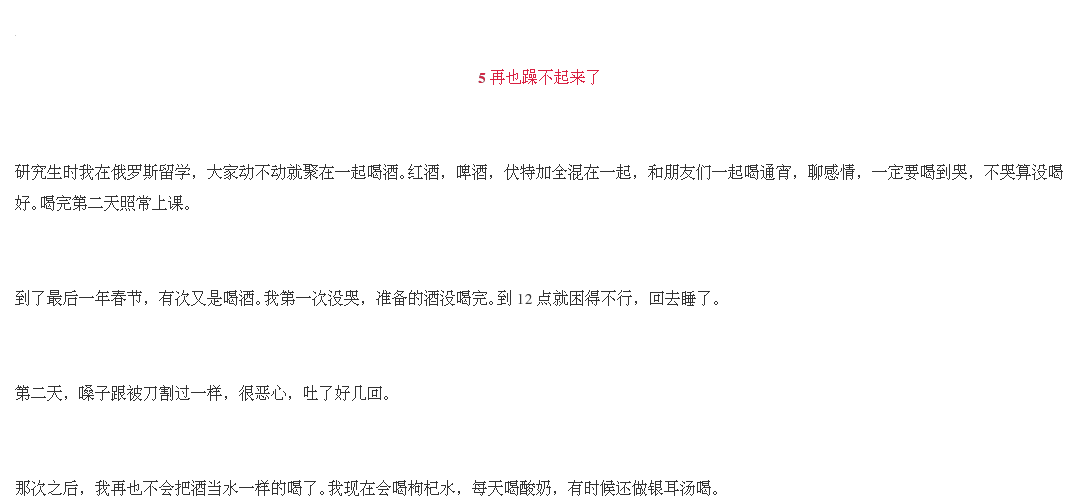 5 再也躁不起来了
研究生时我在俄罗斯留学，大家动不动就聚在一起喝酒。红酒，啤酒，伏特加全混在一起，和朋友们一起喝通宵，聊感情，一定要喝到哭，不哭算没喝
好。喝完第二天照常上课。
到了最后一年春节，有次又是喝酒。我第一次没哭，准备的酒没喝完。到 12 点就困得不行，回去睡了。
第二天，嗓子跟被刀割过一样，很恶心，吐了好几回。
那次之后，我再也不会把酒当水一样的喝了。我现在会喝枸杞水，每天喝酸奶，有时候还做银耳汤喝。